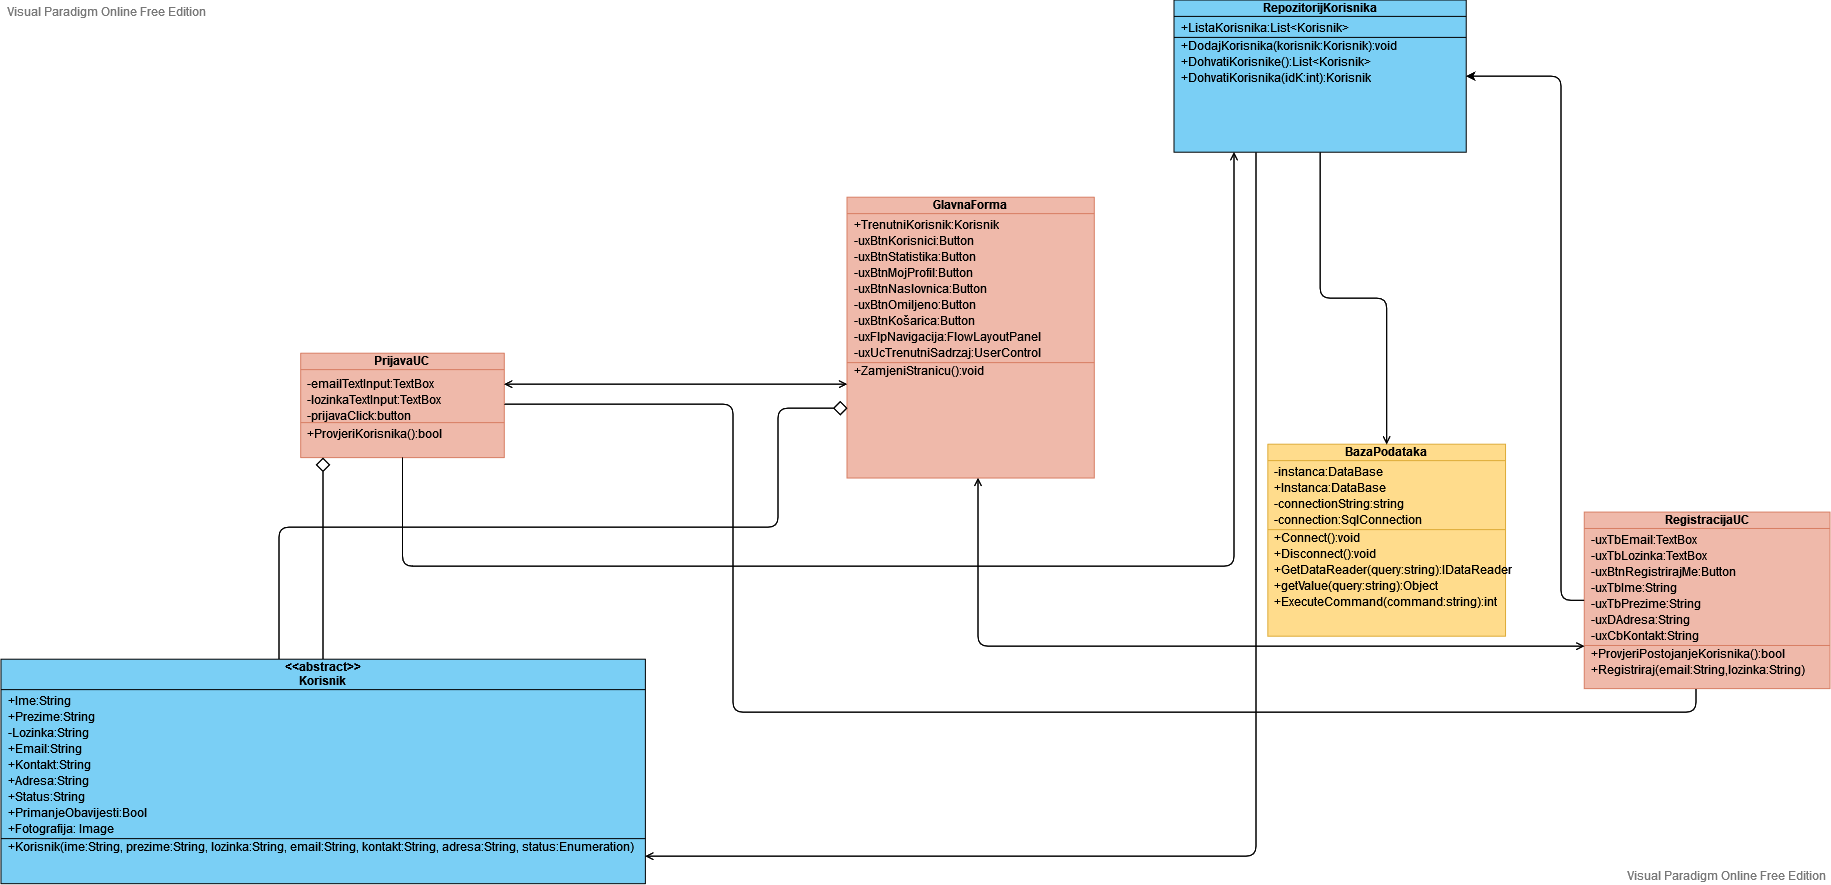 Visual Paradigm Online Free Edition
RepozitorijKorisnika
+ListaKorisnika:List<Korisnik>
+DodajKorisnika(korisnik:Korisnik):void
+DohvatiKorisnike():List<Korisnik>
+DohvatiKorisnika(idK:int):Korisnik
GlavnaForma
+TrenutniKorisnik:Korisnik
-uxBtnKorisnici:Button
-uxBtnStatistika:Button
-uxBtnMojProfil:Button
-uxBtnNaslovnica:Button
-uxBtnOmiljeno:Button
-uxBtnKošarica:Button
-uxFlpNavigacija:FlowLayoutPanel
-uxUcTrenutniSadrzaj:UserControl
+ZamjeniStranicu():void
PrijavaUC
-emailTextInput:TextBox
-lozinkaTextInput:TextBox
-prijavaClick:button
+ProvjeriKorisnika():bool
BazaPodataka
-instanca:DataBase
+Instanca:DataBase
-connectionString:string
-connection:SqlConnection
+Connect():void
+Disconnect():void
+GetDataReader(query:string):IDataReader
+getValue(query:string):Object
+ExecuteCommand(command:string):int
RegistracijaUC
-uxTbEmail:TextBox
-uxTbLozinka:TextBox
-uxBtnRegistrirajMe:Button
-uxTbIme:String
-uxTbPrezime:String
-uxDAdresa:String
-uxCbKontakt:String
+ProvjeriPostojanjeKorisnika():bool
+Registriraj(email:String,lozinka:String)
<<abstract>>
Korisnik
+Ime:String
+Prezime:String
-Lozinka:String
+Email:String
+Kontakt:String
+Adresa:String
+Status:String
+PrimanjeObavijesti:Bool
+Fotografija: Image
+Korisnik(ime:String, prezime:String, lozinka:String, email:String, kontakt:String, adresa:String, status:Enumeration)
Visual Paradigm Online Free Edition